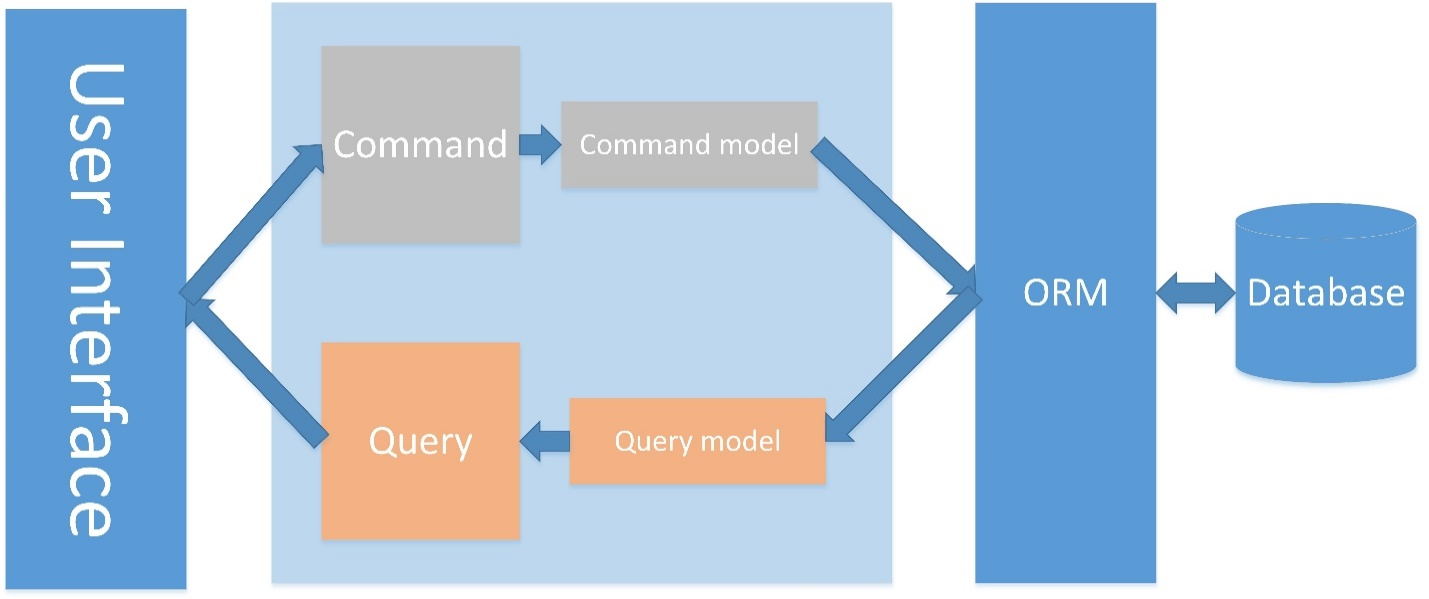 User Interface
Command
Command model
Query
Query model
ORM
Database